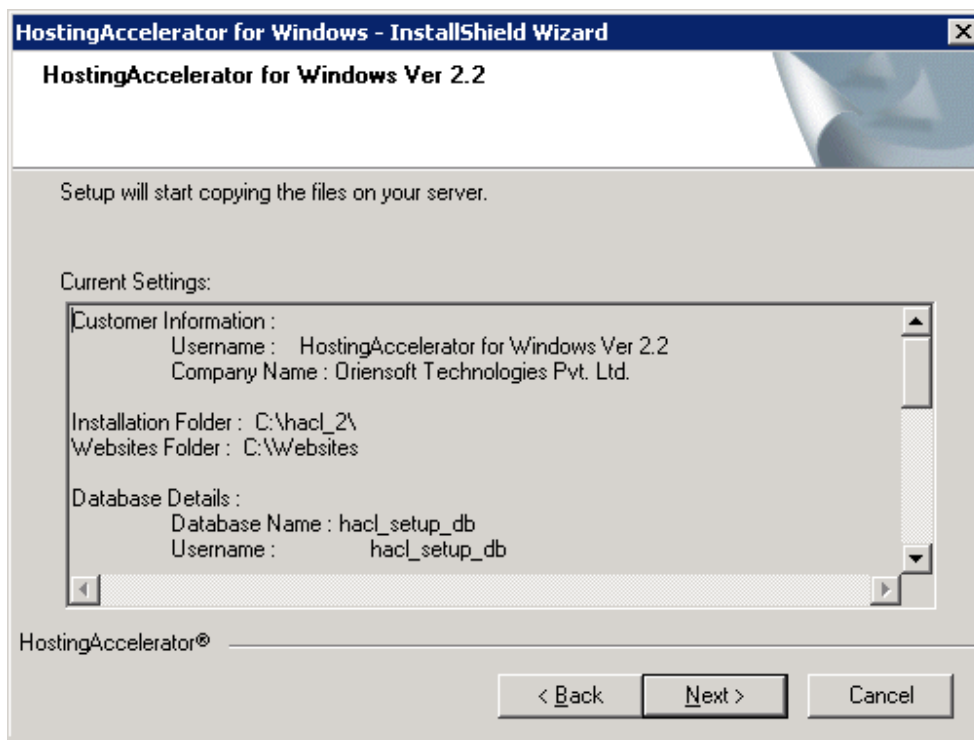 HostingAccelerator for Windows - InstallShield Wizard
HostingAccelerator for Windows Ver 2.2
Setup will start copying the files on your server.
Current Settings:
Customer Information :
Username : HostingAccelerator for Windows Ver 2.2
Company Name : Oriensoft Technologies Pvt. Ltd.
Installation Folder : C:\hacl_2\
Websites Folder : C:\Websites
Database Details :
Database Name : hacl_setup_db
Username : hacl_setup_db
HostingAccelerator®
< Back Next > Cancel